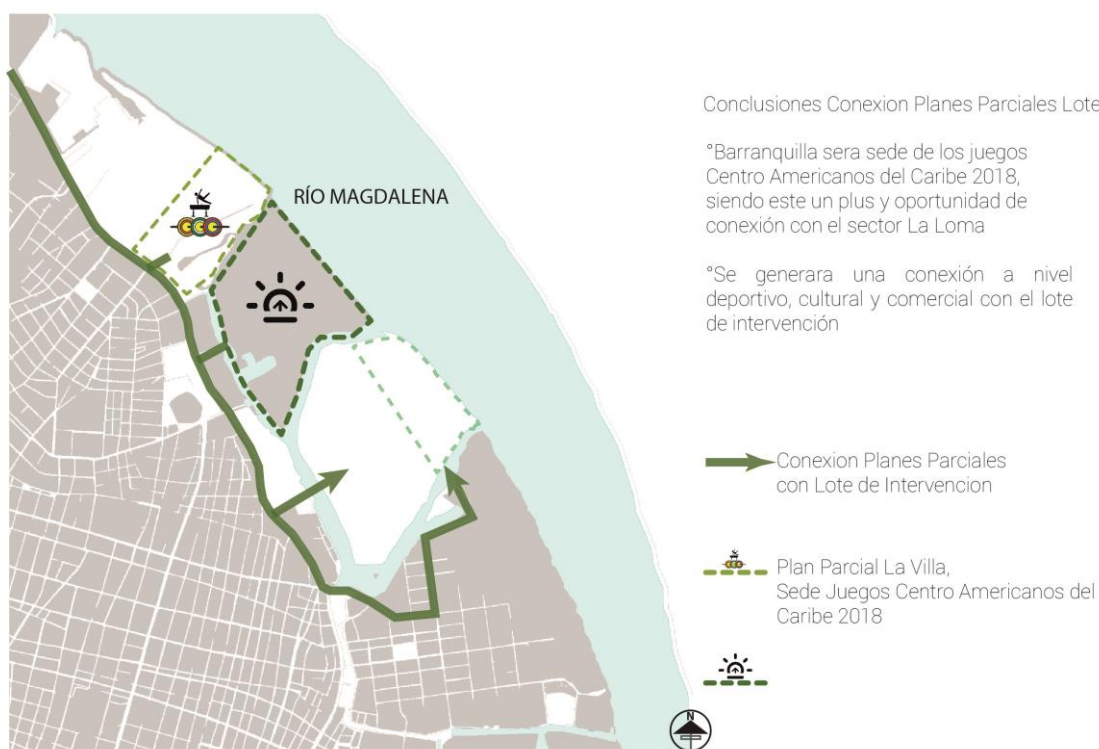 Conclusiones Conexion Planes Parciales Lote
°Barranquilla sera sede de los juegos
Centro Americanos del Caribe 2018,
siendo este un plus y oportunidad de
conexión con el sector La Loma
°Se generara una conexión a nivel
deportivo, cultural y comercial con el lote
de intervención
RÍO MAGDALENA
Conexion Planes Parciales
con Lote de Intervencion
Plan Parcial La Villa,
Sede Juegos Centro Americanos del
Caribe 2018
N